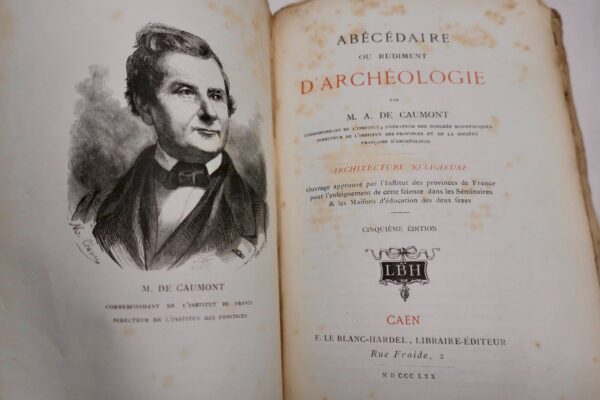 M. DE CAUMONT
CORRESPONDANT DE L'INSTITUT DE FRANCE
DIRECTEUR DE L'INSTITUT DES PROVINCES
ABÉCÉDAIRE
OU RUDIMENT
D'ARCHÉOLOGIE
PAR
M. A. DE CAUMONT
CORRESPONDANT DE L'INSTITUT, FONDATEUR DES CONGRÈS SCIENTIFIQUES,
DIRECTEUR DE L'INSTITUT DES PROVINCES ET DE LA SOCIÉTÉ
FRANÇAISE D'ARCHÉOLOGIE
ARCHITECTURE RELIGIEUSE
Ouvrage approuvé par l'Institut des provinces de France
pour l'enseignement de cette science dans les Séminaires
& les Maisons d'éducation des deux sexes
CINQUIÈME ÉDITION
LBH
CAEN
F. LE BLANC-HARDEL, LIBRAIRE-ÉDITEUR
Rue Froide, 2
M D CCC LXX